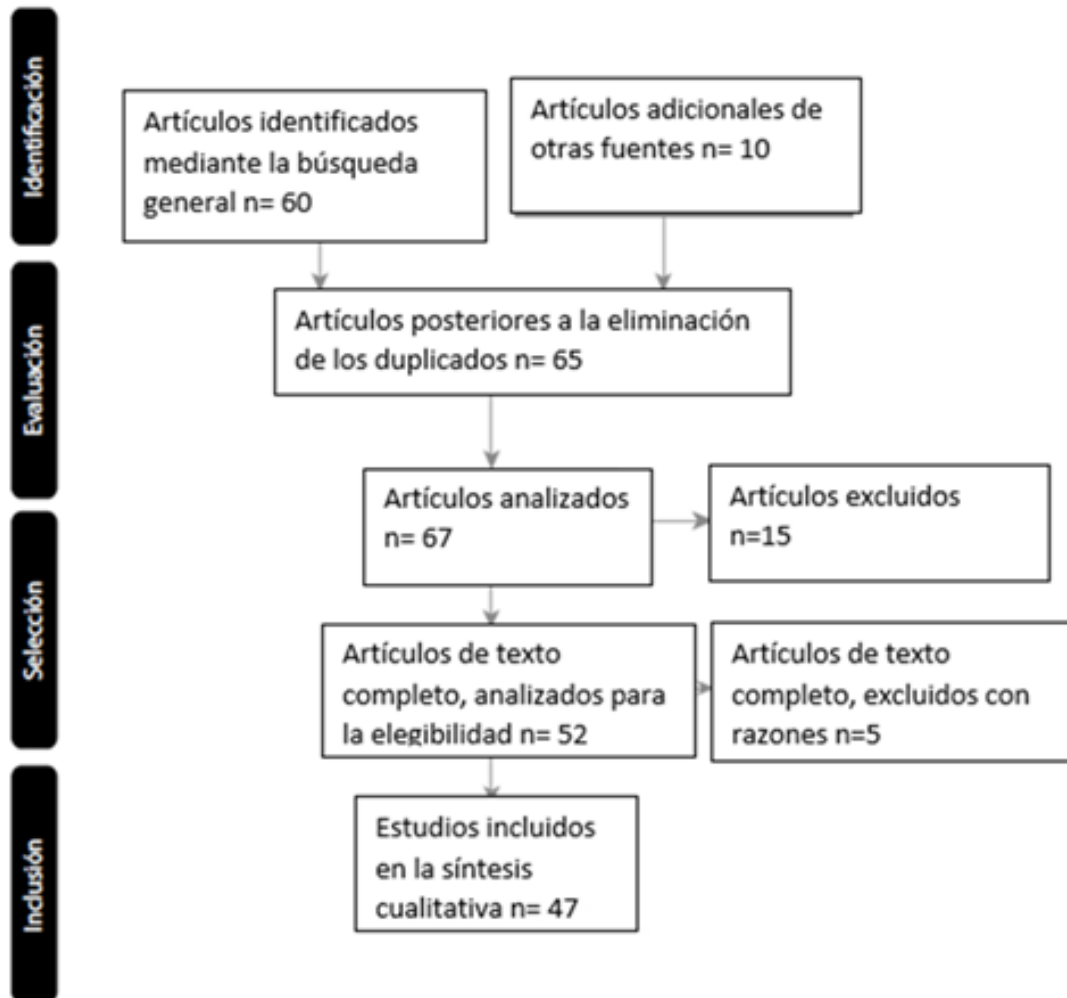 Identificación
Artículos identificados
mediante la búsqueda
general n= 60
Artículos adicionales de
otras fuentes n= 10
Evaluación
Artículos posteriores a la eliminación
de los duplicados n= 65
Artículos analizados
n= 67
Artículos excluidos
n=15
Selección
Artículos de texto
completo, analizados para
la elegibilidad n= 52
Artículos de texto
completo, excluidos con
razones n=5
Inclusión
Estudios incluidos
en la síntesis
cualitativa n= 47